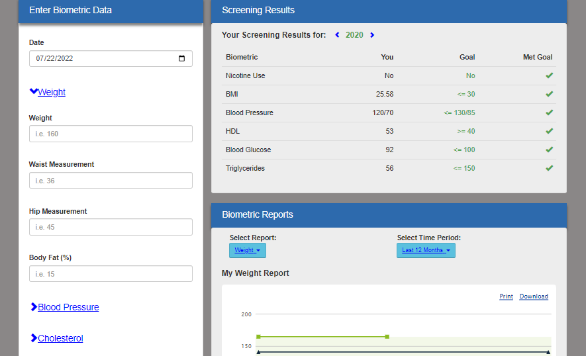 Enter Biometric Data
Date
07/22/2022
Weight
Weight
i.e. 160
Waist Measurement
i.e. 36
Hip Measurement
i.e. 45
Body Fat (%)
i.e. 15
Blood Pressure
Cholesterol
Screening Results
Your Screening Results for: 2020
Biometric You Goal Met Goal
Nicotine Use No No
BMI 25.58 <= 30
Blood Pressure 120/70 <= 130/85
HDL 53 >= 40
Blood Glucose 92 <= 100
Triglycerides 56 <= 150
Biometric Reports
Select Report: Select Time Period:
Weight Last 12 Months
My Weight Report
Print Download
200
150